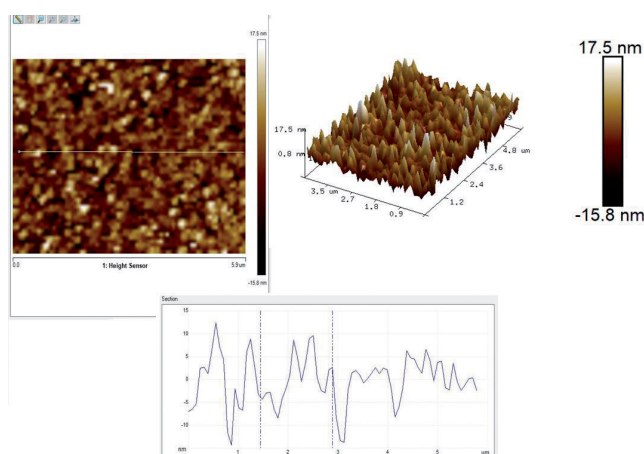 17.5 nm
-15.8 nm
0.0
1: Height Sensor
5.5 um
17.5 nm
0.8 nm
3.5 um
2.7
1.8
0.9
1.2
2.4
3.6
4.8 um
17.5 nm
-15.8 nm
Section
15
10
5
0
-5
-10
nm
1
2
3
4
5
um